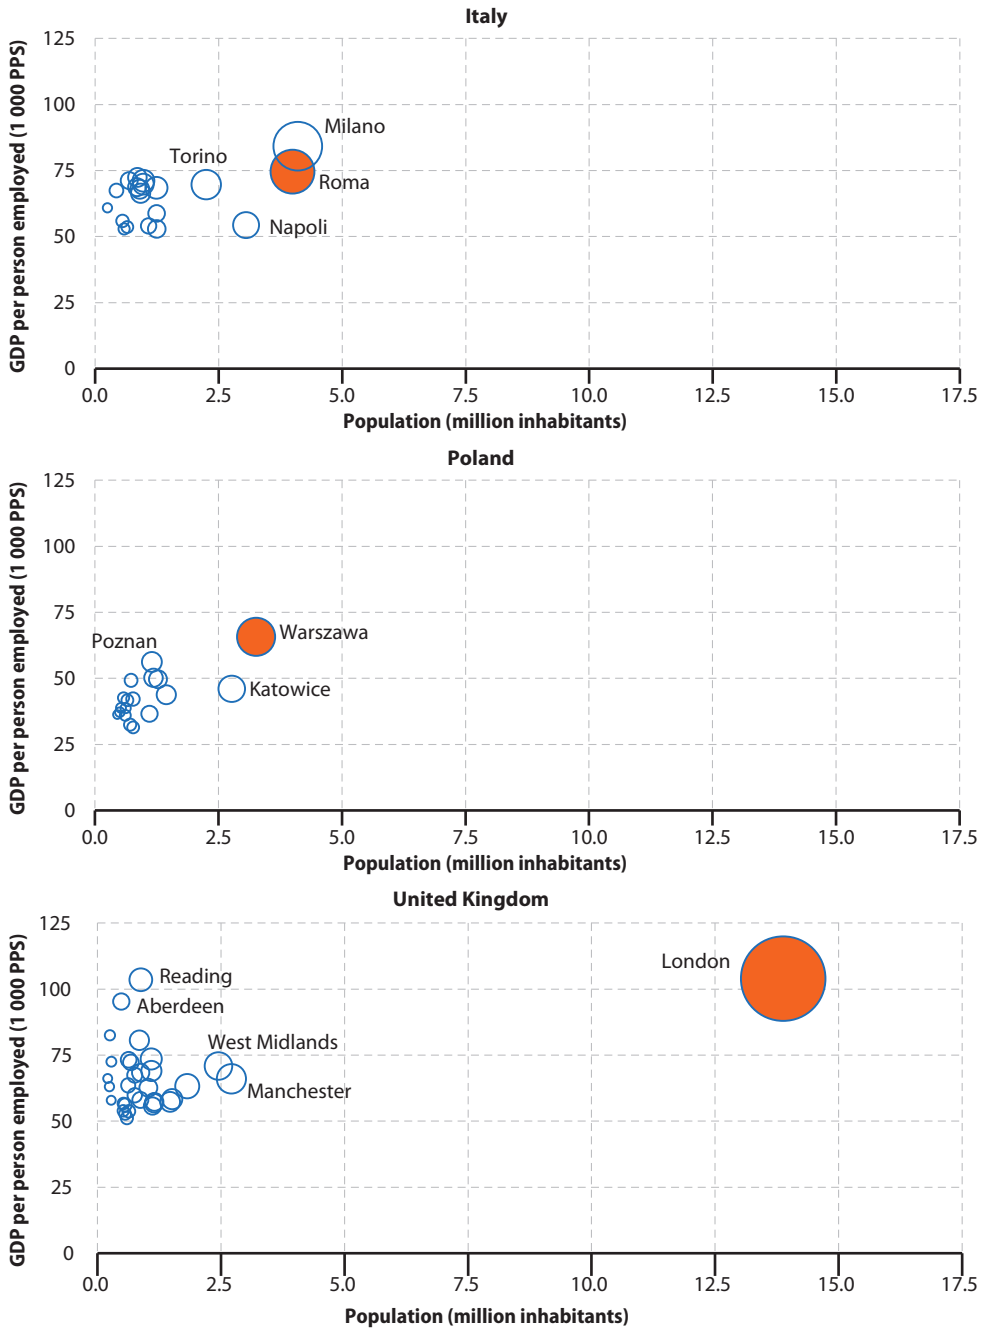 Italy
GDP per person employed (1 000 PPS)
125
100
75
50
25
0
Milano
Torino
Roma
Napoli
0.0 2.5 5.0 7.5 10.0 12.5 15.0 17.5
Population (million inhabitants)
Poland
GDP per person employed (1 000 PPS)
125
100
75
50
25
0
Warszawa
Poznan
Katowice
0.0 2.5 5.0 7.5 10.0 12.5 15.0 17.5
Population (million inhabitants)
United Kingdom
GDP per person employed (1 000 PPS)
125
100
75
50
25
0
London
Reading
Aberdeen
West Midlands
Manchester
0.0 2.5 5.0 7.5 10.0 12.5 15.0 17.5
Population (million inhabitants)